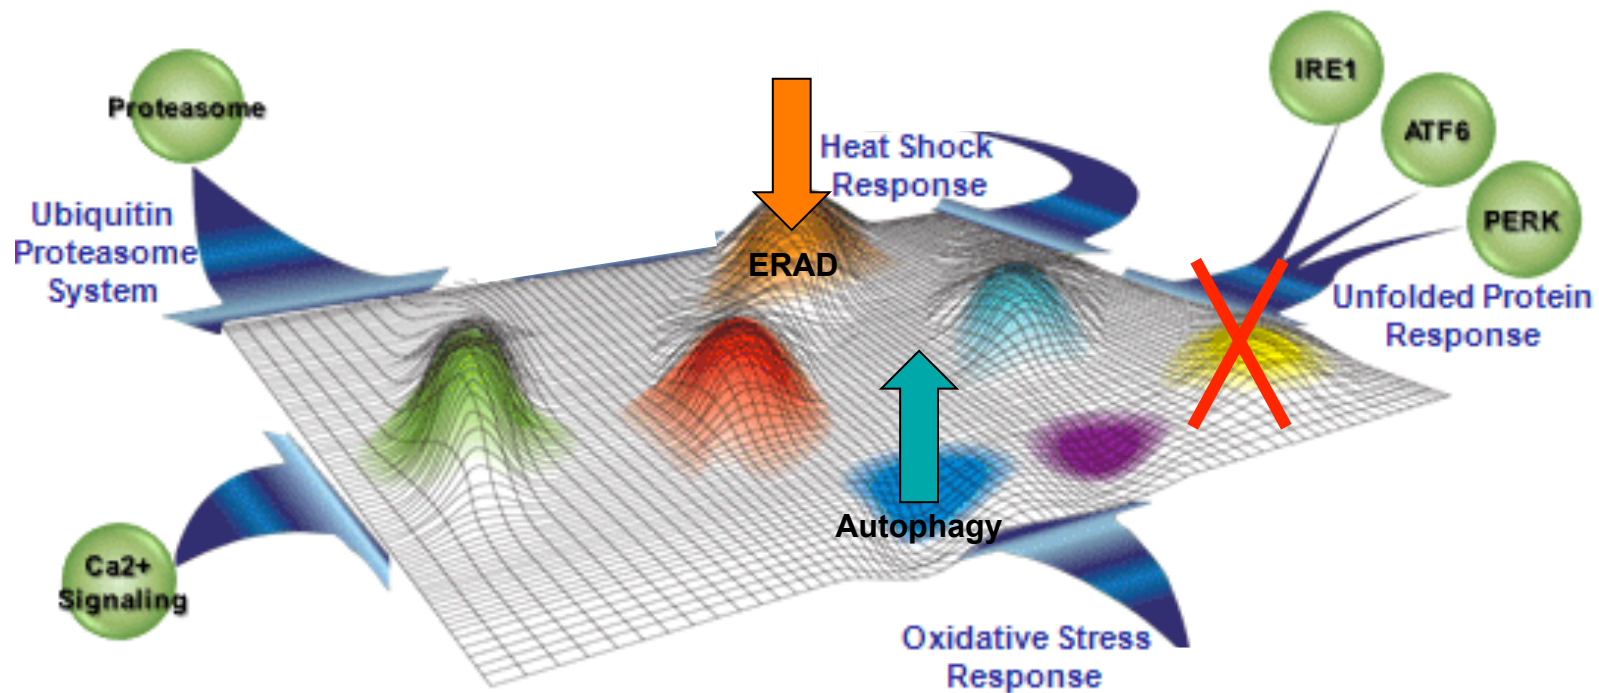 Proteasome
Ubiquitin
Proteasome
System
Heat Shock
Response
ERAD
IRE1
ATF6
PERK
Unfolded Protein
Response
Autophagy
Ca2+
Signaling
Oxidative Stress
Response